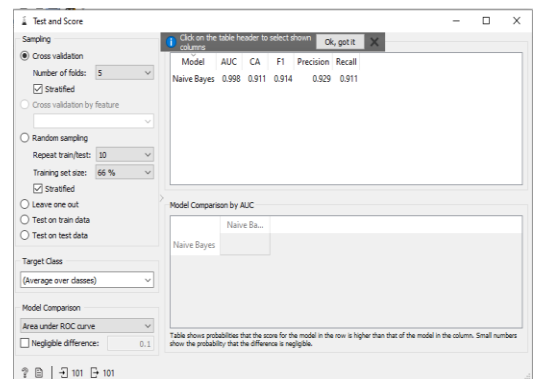 Test and Score
Sampling
Cross validation
Number of folds: 5
Stratified
Cross validation by feature
Random sampling
Repeat train/test: 10
Training set size: 66 %
Stratified
Leave one out
Test on train data
Test on test data
Target Class
(Average over classes)
Model Comparison
Area under ROC curve
Negligible difference: 0.1
? 101 101
Click on the table header to select shown
columns
Ok, got it
Model AUC CA F1 Precision Recall
Naive Bayes 0.998 0.911 0.914 0.929 0.911
Model Comparison by AUC
Naive Ba...
Naive Bayes
Table shows probabilities that the score for the model in the row is higher than that of the model in the column. Small numbers
show the probability that the difference is negligible.